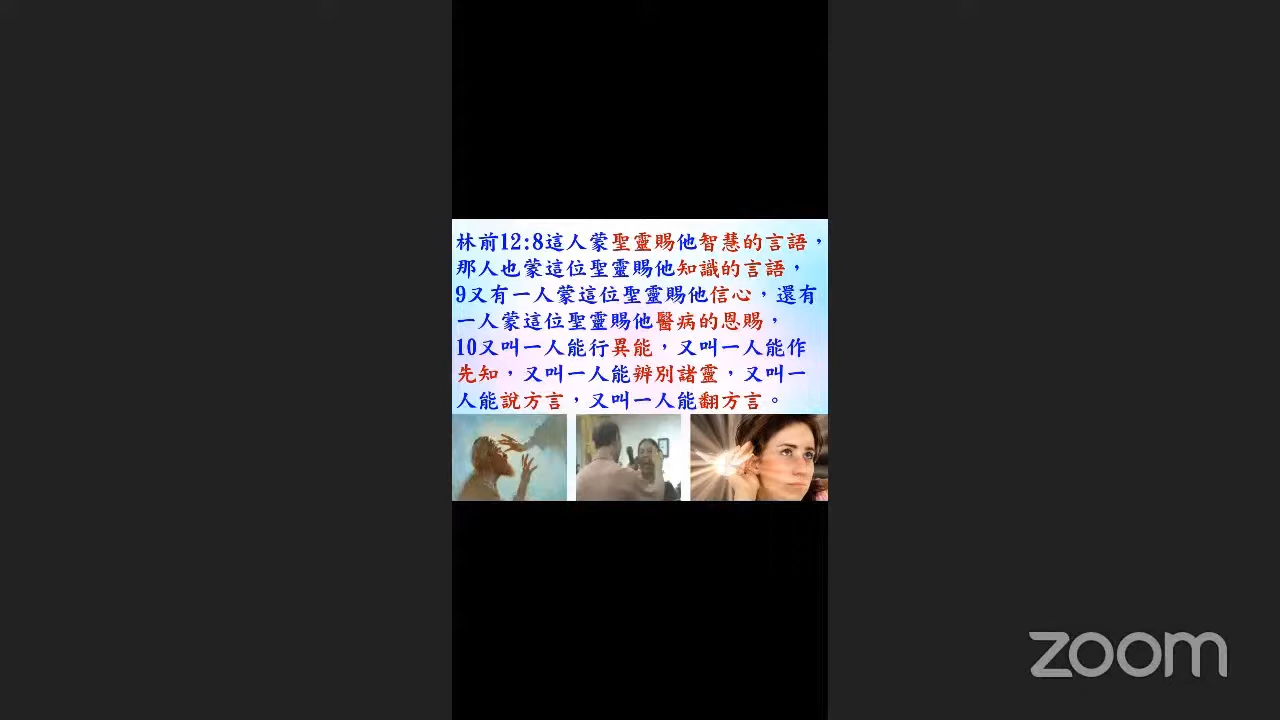 林前12:8這人蒙聖靈賜他智慧的言語，
那人也蒙這位聖靈賜他知識的言語，
9又有一人蒙這位聖靈賜他信心，還有
一人蒙這位聖靈賜他醫病的恩賜，
10又叫一人能行異能，又叫一人能作
先知，又叫一人能辨別諸靈，又叫一
人能說方言，又叫一人能翻方言。
zoom